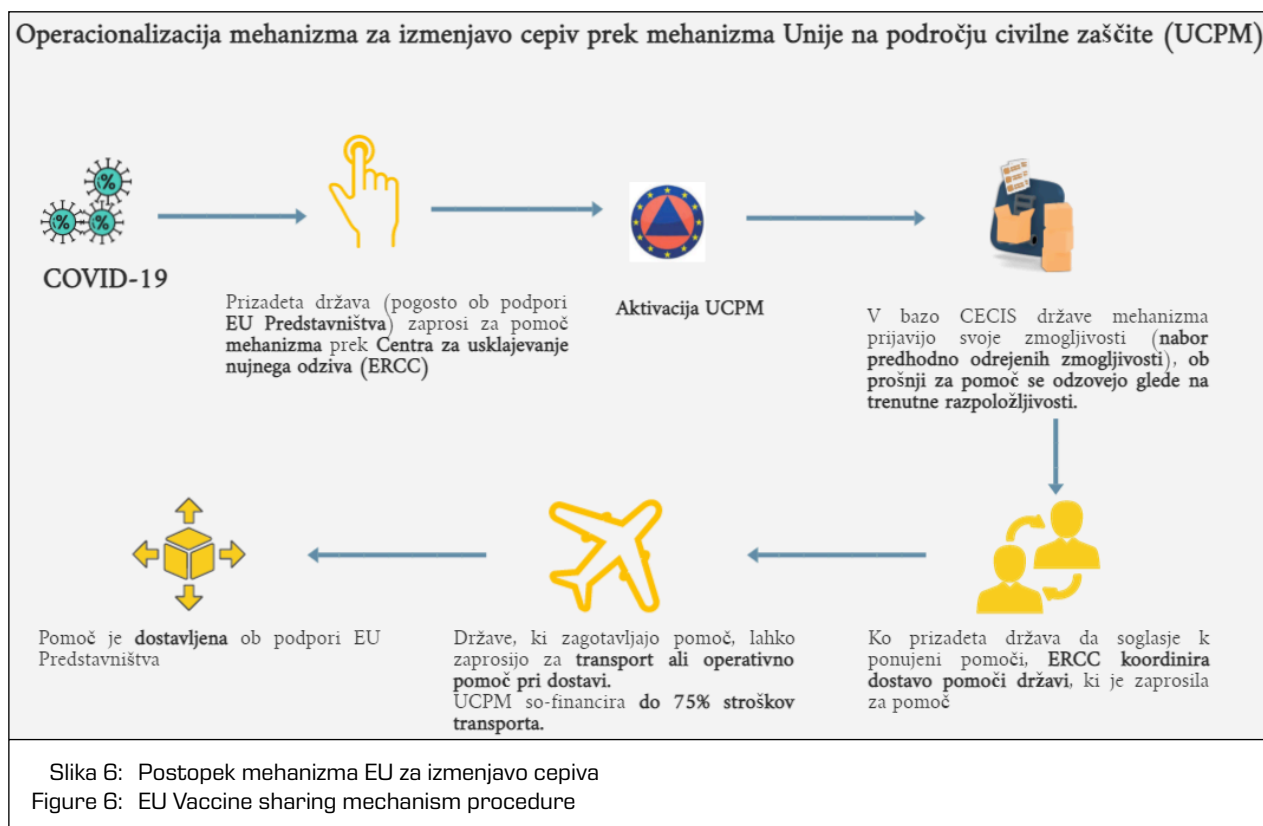 Operacionalizacija mehanizma za izmenjavo cepiv prek mehanizma Unije na področju civilne zaščite (UCPM)
%
%
%
COVID-19
Prizadeta država (pogosto ob podpori
EU Predstavništva) zaprosi za pomoč
mehanizma prek Centra za usklajevanje
nujnega odziva (ERCC)
Aktivacija UCPM
V bazo CECIS države mehanizma
prijavijo svoje zmogljivosti (nabor
predhodno odrejenih zmogljivosti), ob
prošnji za pomoč se odzovejo glede na
trenutne razpoložljivosti.
Ko prizadeta država da soglasje k
ponujeni pomoči, ERCC koordinira
dostavo pomoči državi, ki je zaprosila
za pomoč
Države, ki zagotavljajo pomoč, lahko
zaprosijo za transport ali operativno
pomoč pri dostavi.
UCPM so-financira do 75% stroškov
transporta.
Pomoč je dostavljena ob podpori EU
Predstavništva
Slika 6: Postopek mehanizma EU za izmenjavo cepiva
Figure 6: EU Vaccine sharing mechanism procedure